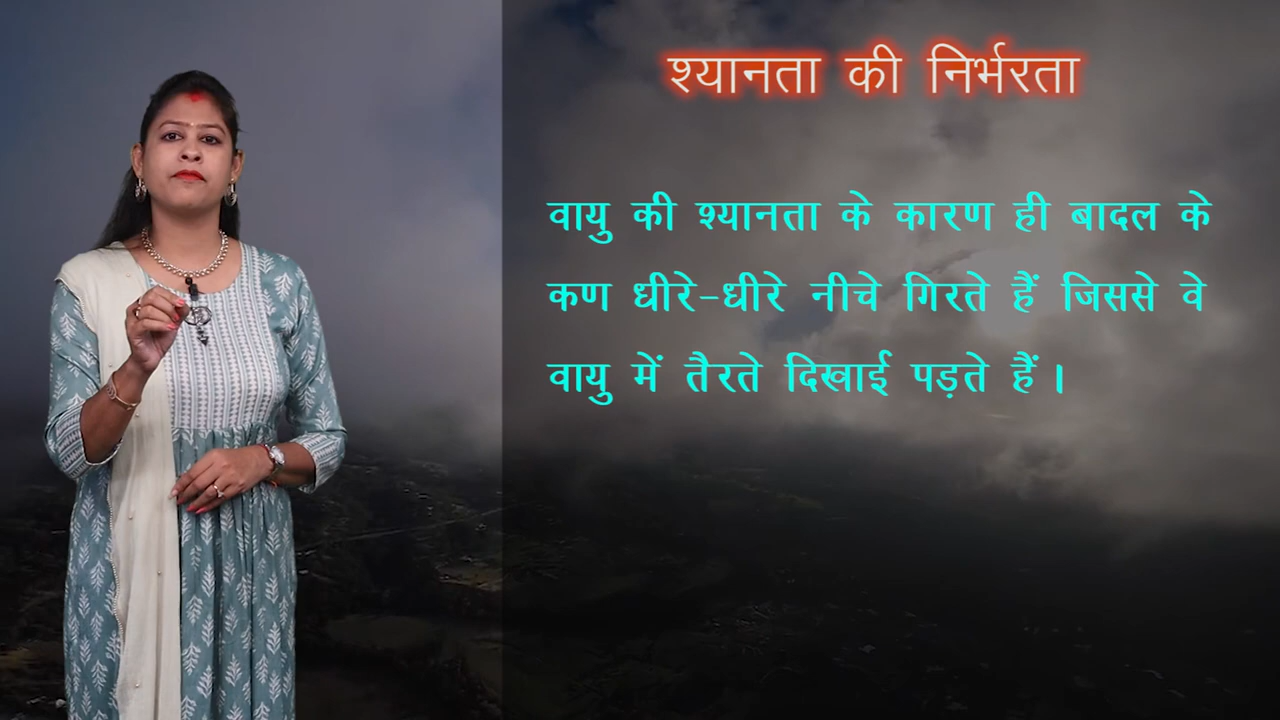 श्यानता की निर्भरता
वायु की श्यानता के कारण ही बादल के
कण धीरे-धीरे नीचे गिरते हैं जिससे वे
वायु में तैरते दिखाई पड़ते हैं।